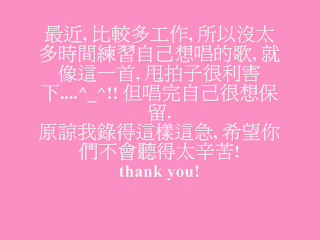 最近, 比較多工作, 所以沒太
多時間練習自己想唱的歌, 就
像這一首, 甩拍子很利害
下....^_^!! 但唱完自己很想保
留.
原諒我錄得這樣這急, 希望你
們不會聽得太辛苦!
thank you!